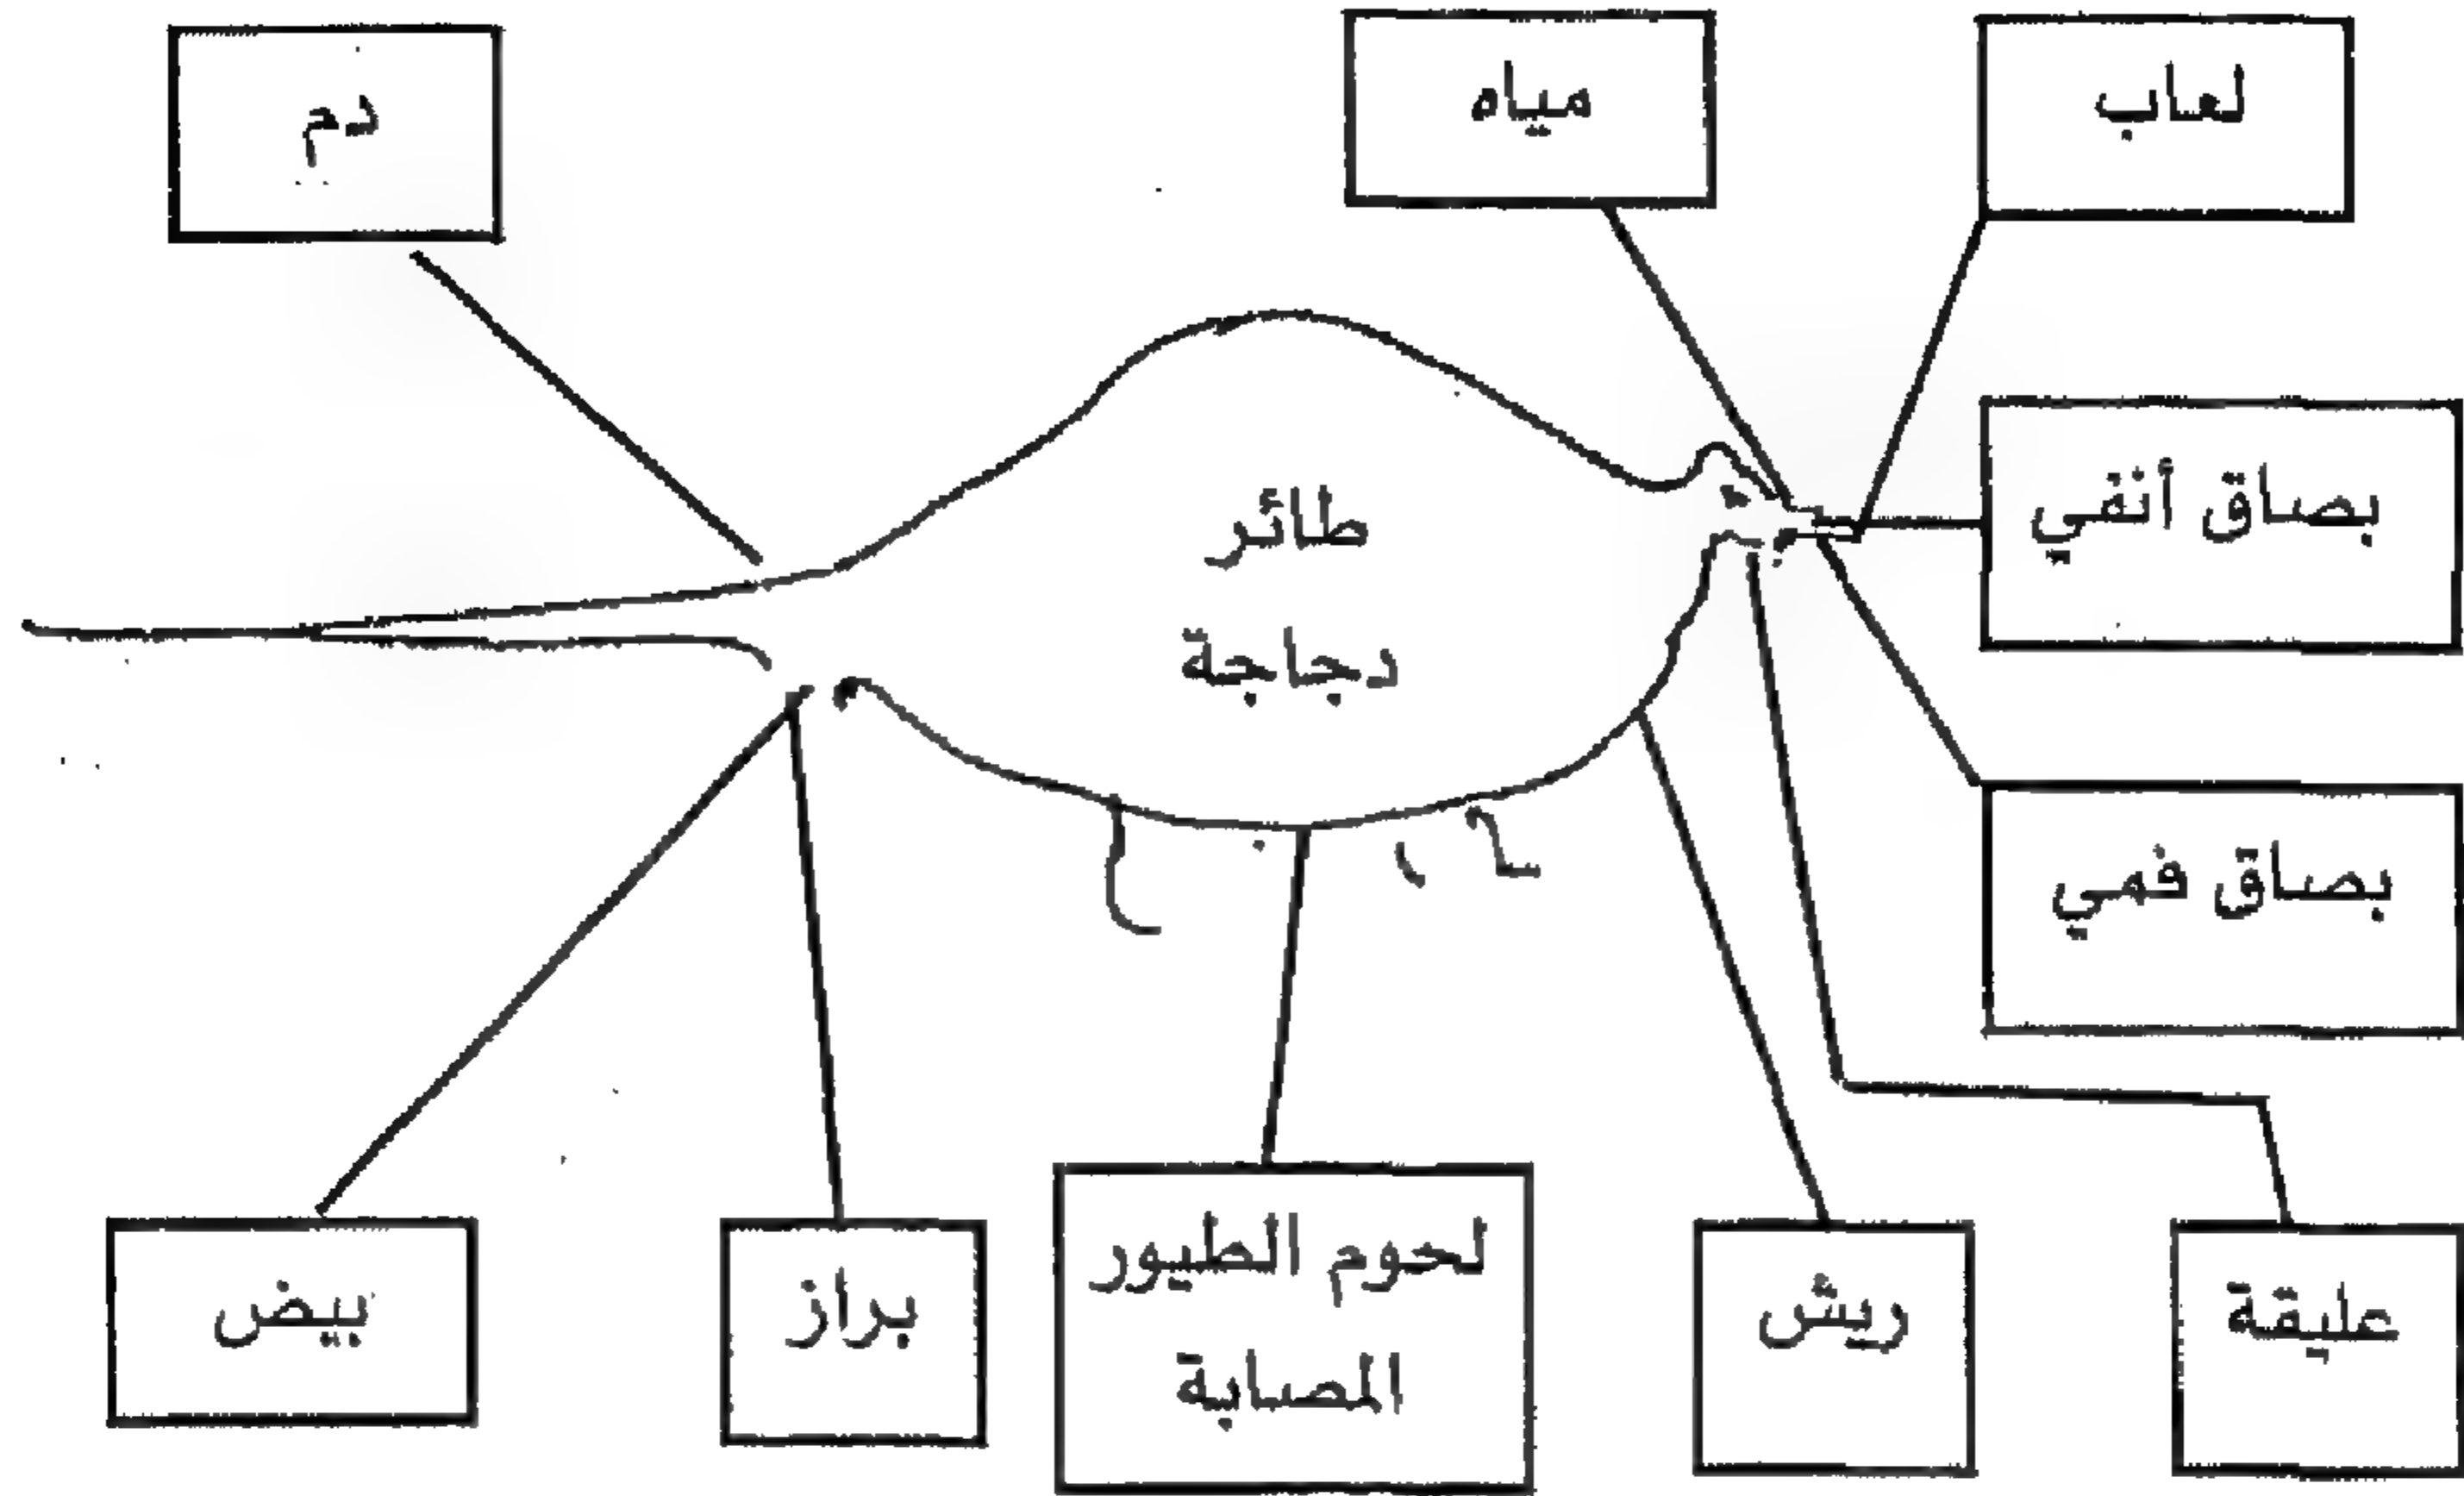 لعاب
مياه
دم
بصاق أنفي
طائر
دجاجة
بصاق فمي
عليقة
ريش
لحوم الطيور
المصابة
براز
بيض